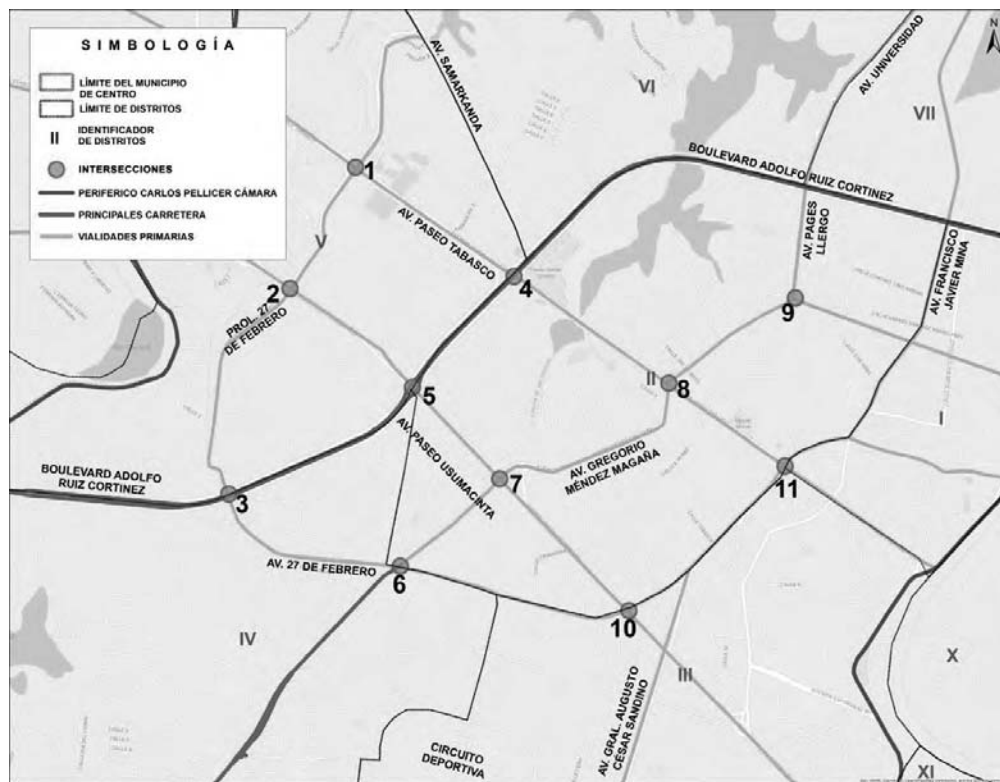 SIMBOLOGÍA
LÍMITE DEL MUNICIPIO
DE CENTRO
LÍMITE DE DISTRITOS
II
IDENTIFICADOR
DE DISTRITOS
INTERSECCIONES
PERIFERICO CARLOS PELLICER CÁMARA
PRINCIPALES CARRETERA
VIALIDADES PRIMARIAS
N
AV. SAMARKANDA
VI
AV. UNIVERSIDAD
VII
BOULEVARD ADOLFO RUIZ CORTINEZ
1
AV. PASEO TABASCO
V
AV. PAGES
LLERGO
AV. FRANCISCO
JAVIER MINA
4
2
PROL. 27
DE FEBRERO
9
8
II
5
I
AV. PASEO USUMACINTA
AV. GREGORIO
MÉNDEZ MAGAÑA
BOULEVARD ADOLFO
RUIZ CORTINEZ
3
7
11
AV. 27 DE FEBRERO
6
10
IV
III
X
AV. GRAL. AUGUSTO
CÉSAR SANDINO
CIRCUITO
DEPORTIVA
XI